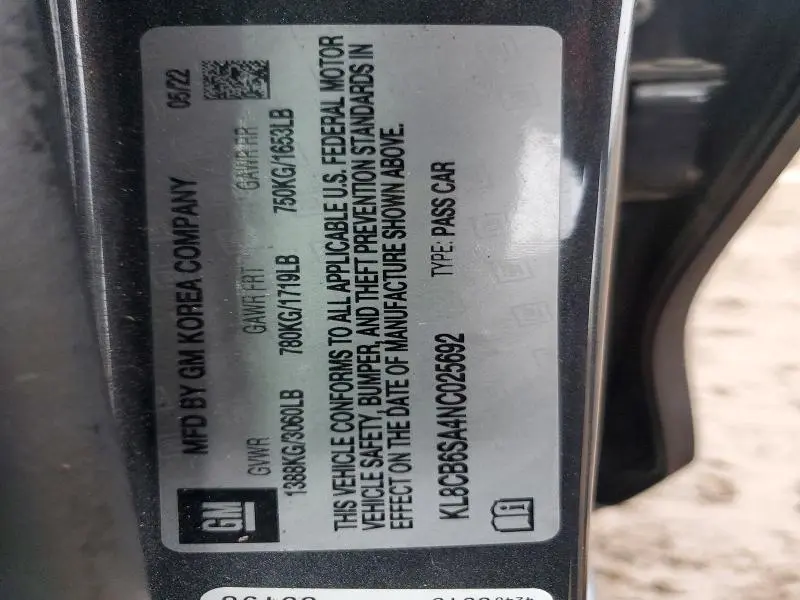 MFD BY GM KOREA COMPANY 05/22
GVWR GAWR FRT GAWR RR
1388KG/3060LB 780KG/1719LB 750KG/1653LB
THIS VEHICLE CONFORMS TO ALL APPLICABLE U.S. FEDERAL MOTOR
VEHICLE SAFETY, BUMPER, AND THEFT PREVENTION STANDARDS IN
EFFECT ON THE DATE OF MANUFACTURE SHOWN ABOVE.
KL8CB6SA4NC025692 TYPE: PASS CAR
GM